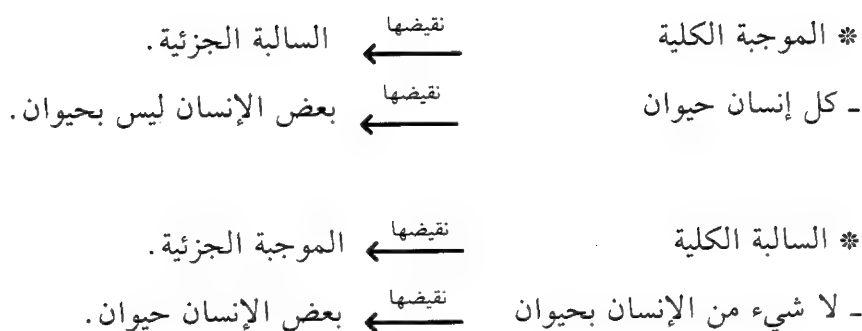 * الموجبة الكلية نقيضها السالبة الجزئية.
ـ كل إنسان حيوان نقيضها بعض الإنسان ليس بحيوان.
* السالبة الكلية نقيضها الموجبة الجزئية.
ـ لا شيء من الإنسان بحيوان نقيضها بعض الإنسان حيوان.